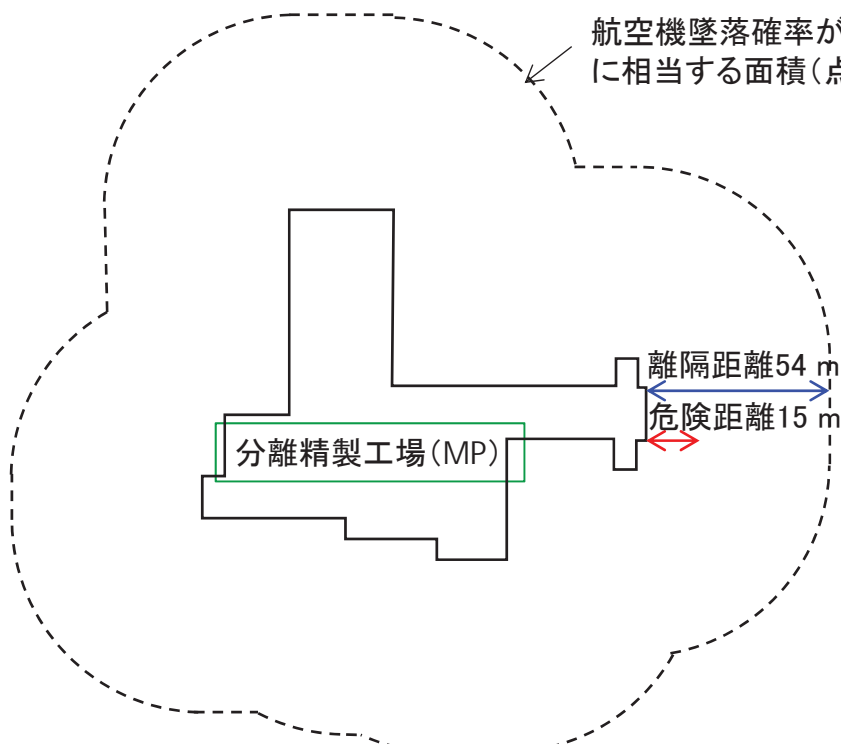 航空機墜落確率が
に相当する面積(点
離隔距離54 m
危険距離15 m
分離精製工場(MP)